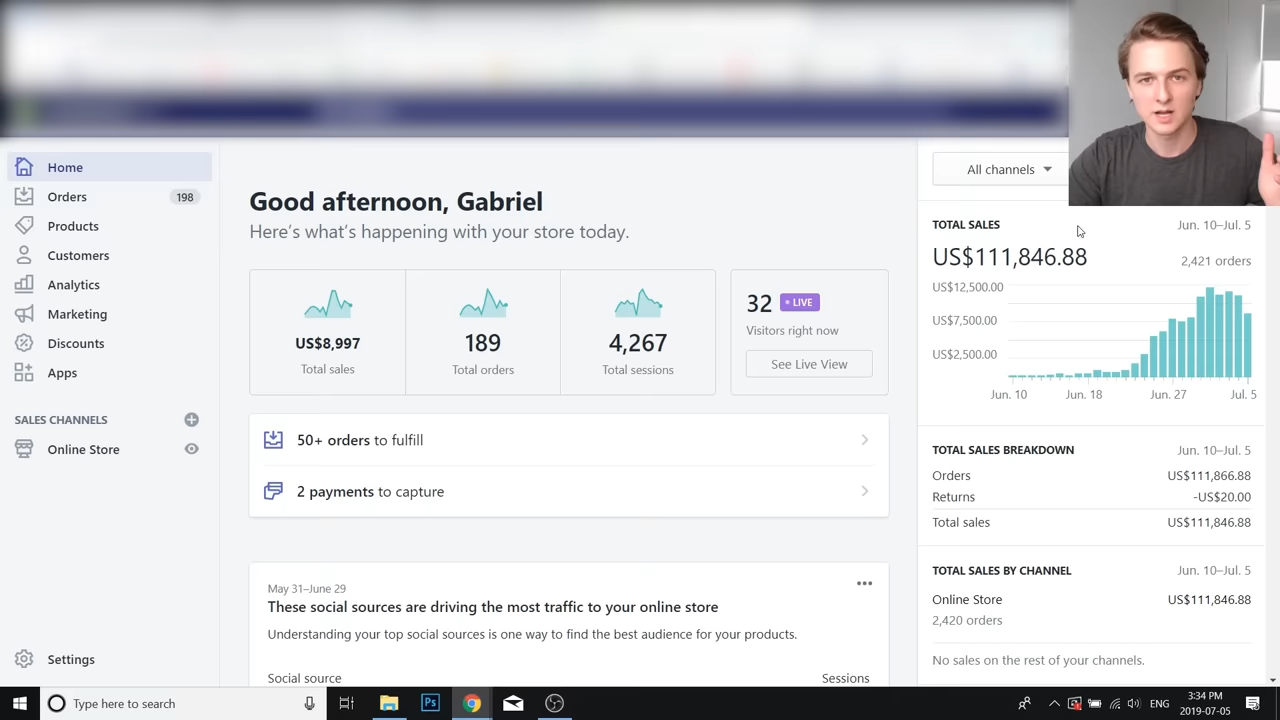 Home
Orders 198
Products
Customers
Analytics
Marketing
Discounts
Apps
SALES CHANNELS
Online Store
Settings
Good afternoon, Gabriel
Here's what's happening with your store today.
US$8,997
Total sales
189
Total orders
4,267
Total sessions
32 LIVE
Visitors right now
See Live View
50+ orders to fulfill
2 payments to capture
May 31–June 29
These social sources are driving the most traffic to your online store
Understanding your top social sources is one way to find the best audience for your products.
Social source Sessions
All channels
TOTAL SALES Jun. 10–Jul. 5
US$111,846.88 2,421 orders
US$12,500.00
US$7,500.00
US$2,500.00
Jun. 10 Jun. 18 Jun. 27 Jul. 5
TOTAL SALES BREAKDOWN Jun. 10–Jul. 5
Orders US$111,866.88
Returns -US$20.00
Total sales US$111,846.88
TOTAL SALES BY CHANNEL Jun. 10–Jul. 5
Online Store US$111,846.88
2,420 orders
No sales on the rest of your channels.
Type here to search
Ps
ENG
3:34 PM
2019-07-05